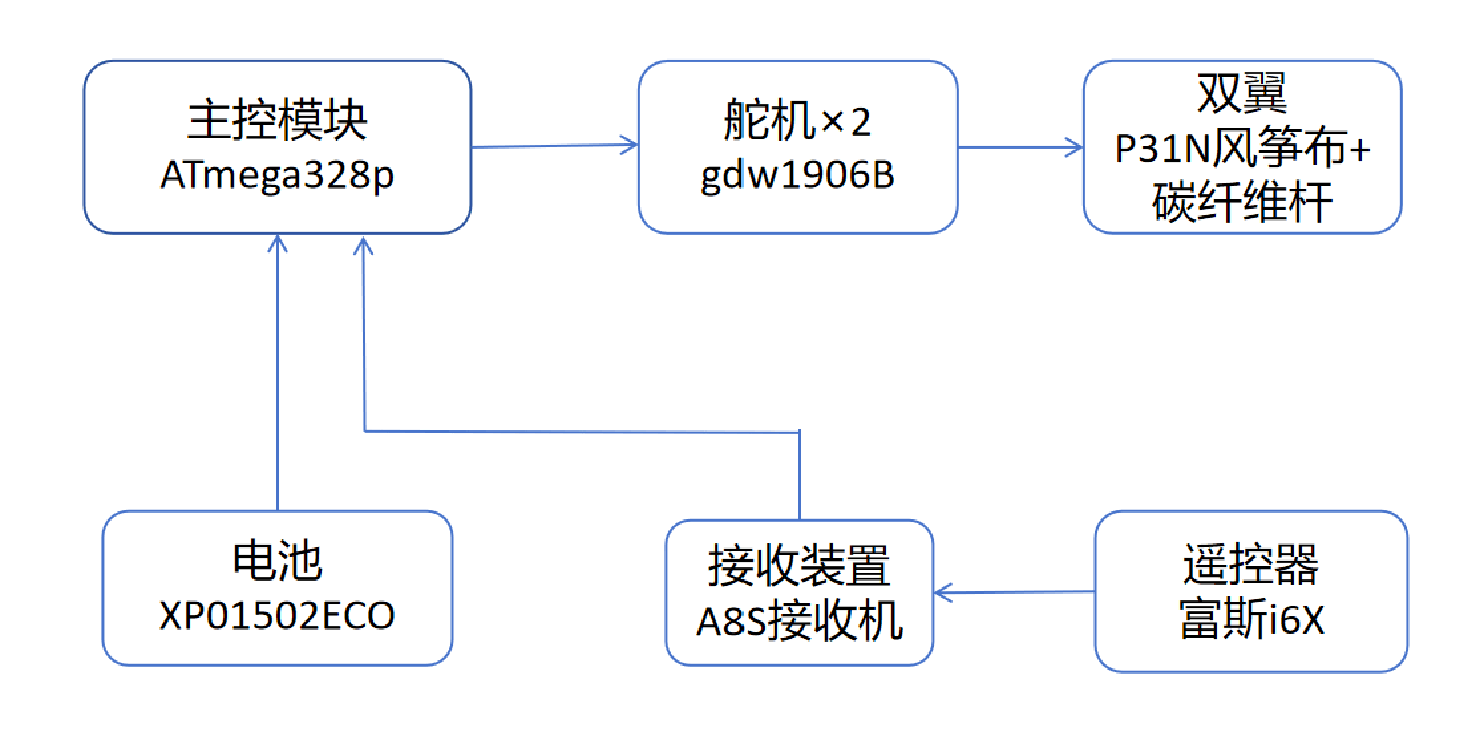 主控模块
ATmega328p
舵机×2
gdw1906B
双翼
P31N风筝布+
碳纤维杆
电池
XP01502ECO
接收装置
A8S接收机
遥控器
富斯i6X